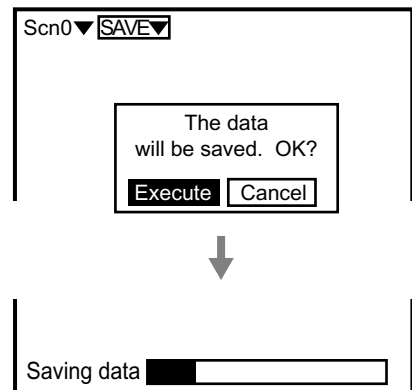 Scn0▼ SAVE▼
The data
will be saved. OK?
Execute Cancel
Saving data